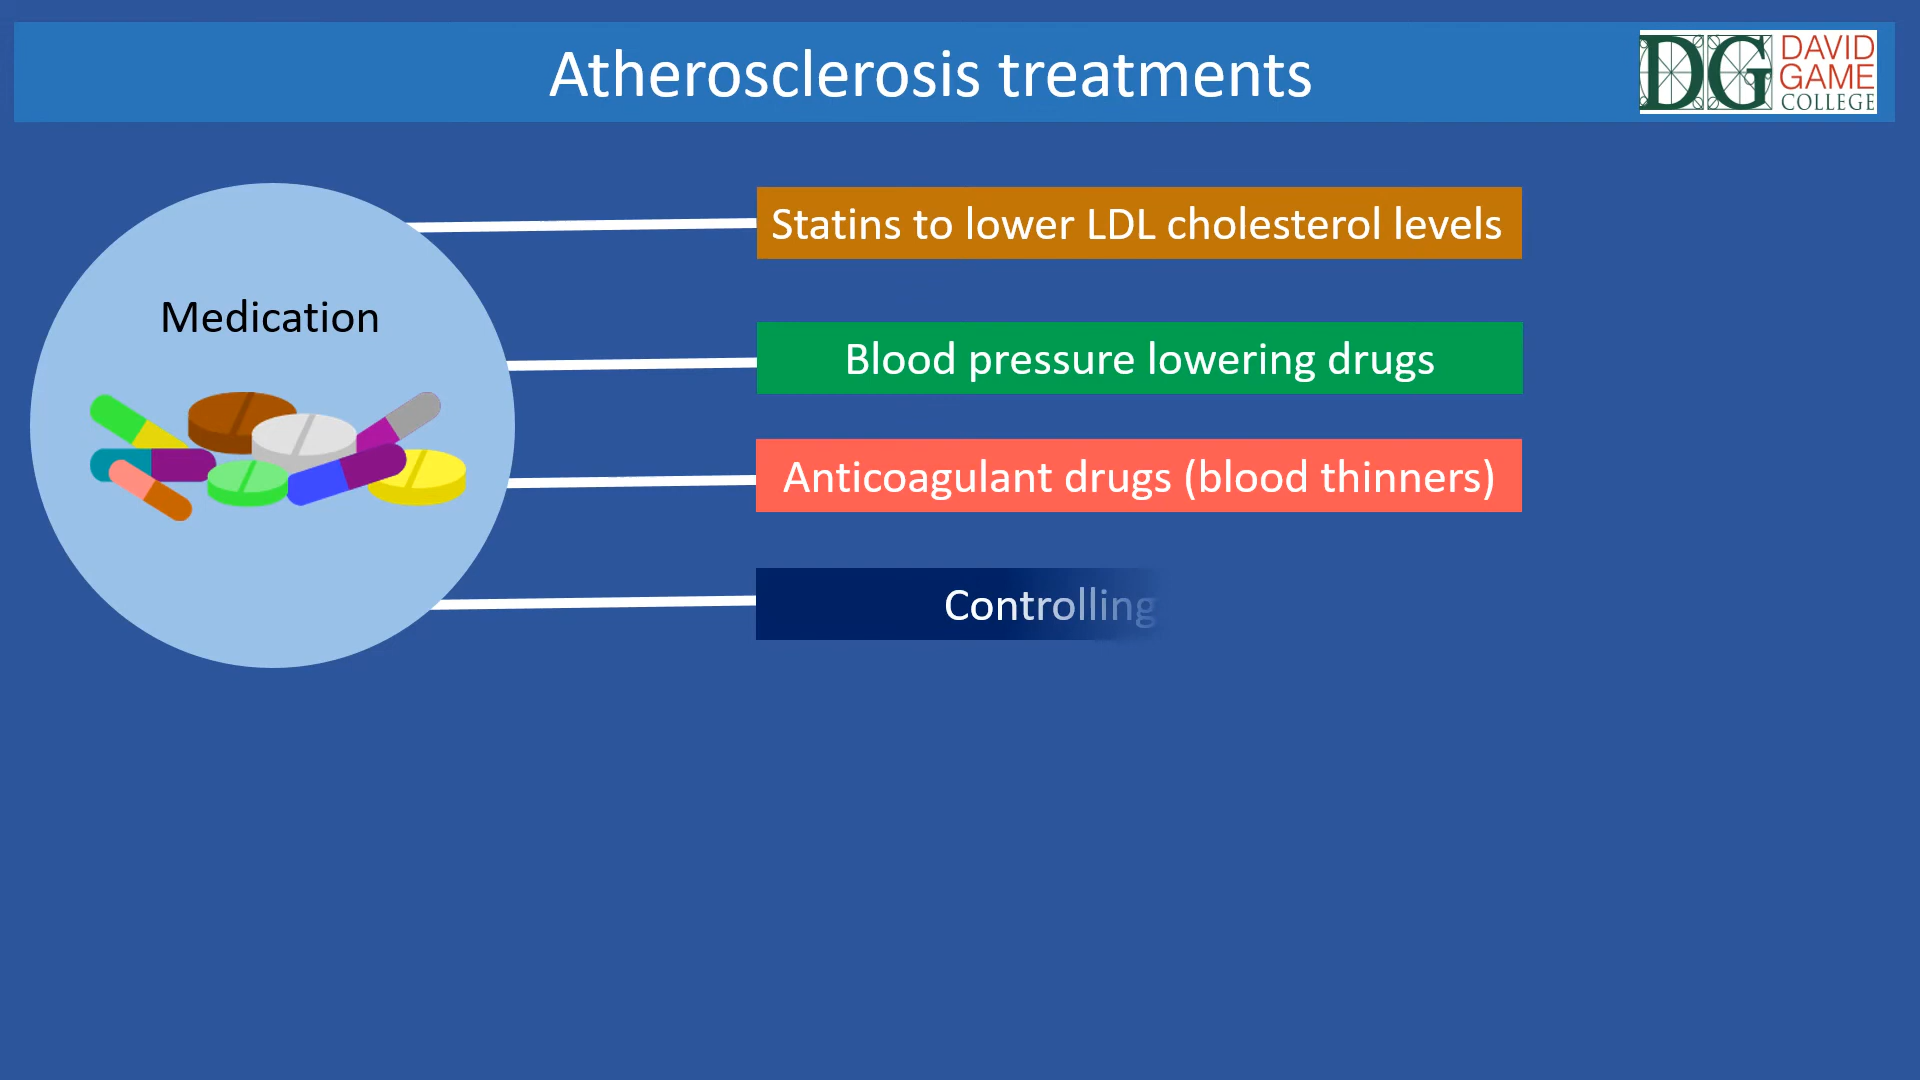 Atherosclerosis treatments
DG DAVID
GAME
COLLEGE
Statins to lower LDL cholesterol levels
Medication
Blood pressure lowering drugs
Anticoagulant drugs (blood thinners)
Controlling